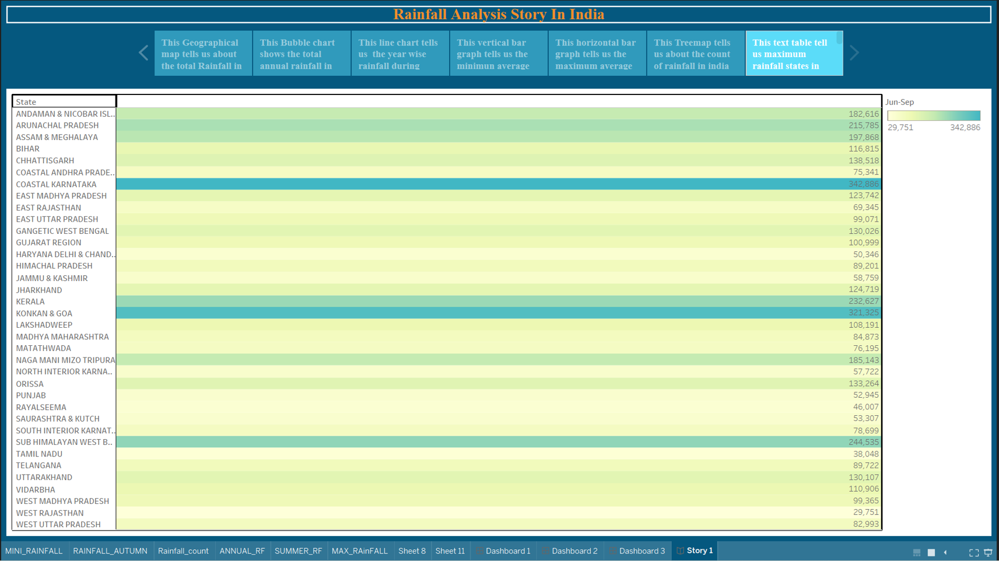 Rainfall Analysis Story In India
This Geographical
map tells us about
the total Rainfall in
This Bubble chart
shows the total
annual rainfall in
This line chart tells
us the year wise
rainfall during
This vertical bar
graph tells us the
minimun average
This horizontal bar
graph tells us the
maximum average
This Treemap tells
us about the count
of rainfall in india
This text table tell
us maximum
rainfall states in
State
ANDAMAN & NICOBAR ISL.. 182,616
ARUNACHAL PRADESH 215,785
ASSAM & MEGHALAYA 197,868
BIHAR 116,815
CHHATTISGARH 138,518
COASTAL ANDHRA PRADE.. 75,341
COASTAL KARNATAKA 342,886
EAST MADHYA PRADESH 123,742
EAST RAJASTHAN 69,345
EAST UTTAR PRADESH 99,071
GANGETIC WEST BENGAL 130,026
GUJARAT REGION 100,999
HARYANA DELHI & CHAND.. 50,346
HIMACHAL PRADESH 89,201
JAMMU & KASHMIR 58,759
JHARKHAND 124,719
KERALA 232,627
KONKAN & GOA 321,325
LAKSHADWEEP 108,191
MADHYA MAHARASHTRA 84,873
MATATHWADA 76,195
NAGA MANI MIZO TRIPURA 185,143
NORTH INTERIOR KARNA.. 57,722
ORISSA 133,264
PUNJAB 52,945
RAYALSEEMA 46,007
SAURASHTRA & KUTCH 53,307
SOUTH INTERIOR KARNAT.. 78,699
SUB HIMALAYAN WEST B.. 244,535
TAMIL NADU 38,048
TELANGANA 89,722
UTTARAKHAND 130,107
VIDARBHA 110,906
WEST MADHYA PRADESH 99,365
WEST RAJASTHAN 29,751
WEST UTTAR PRADESH 82,993
Jun-Sep
29,751 342,886
MINI_RAINFALL RAINFALL_AUTUMN Rainfall_count ANNUAL_RF SUMMER_RF MAX_RAinFALL Sheet 8 Sheet 11 Dashboard 1 Dashboard 2 Dashboard 3 Story 1